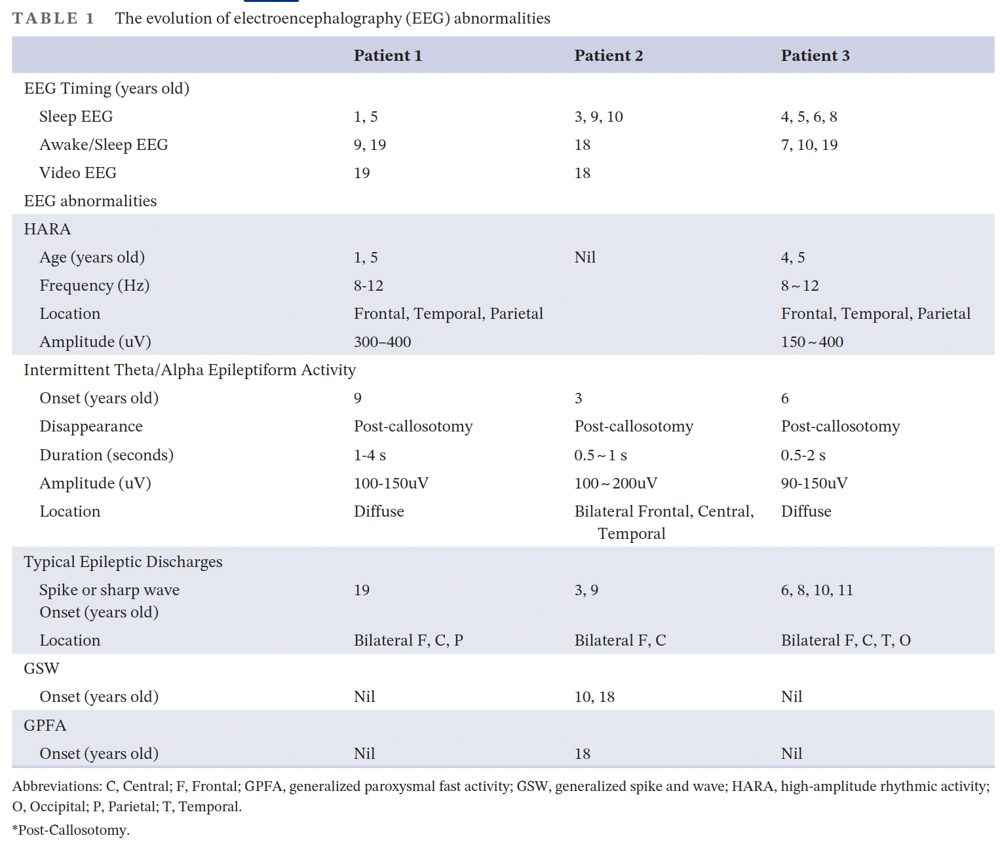 TABLE 1 The evolution of electroencephalography (EEG) abnormalities
Patient 1 Patient 2 Patient 3
EEG Timing (years old)
Sleep EEG 1, 5 3, 9, 10 4, 5, 6, 8
Awake/Sleep EEG 9, 19 18 7, 10, 19
Video EEG 19 18
EEG abnormalities
HARA
Age (years old) 1, 5 Nil 4, 5
Frequency (Hz) 8-12 8~12
Location Frontal, Temporal, Parietal Frontal, Temporal, Parietal
Amplitude (uV) 300–400 150~400
Intermittent Theta/Alpha Epileptiform Activity
Onset (years old) 9 3 6
Disappearance Post-callosotomy Post-callosotomy Post-callosotomy
Duration (seconds) 1-4 s 0.5~1 s 0.5-2 s
Amplitude (uV) 100-150uV 100~200uV 90-150uV
Location Diffuse Bilateral Frontal, Central, Diffuse
Temporal
Typical Epileptic Discharges
Spike or sharp wave 19 3, 9 6, 8, 10, 11
Onset (years old)
Location Bilateral F, C, P Bilateral F, C Bilateral F, C, T, O
GSW
Onset (years old) Nil 10, 18 Nil
GPFA
Onset (years old) Nil 18 Nil
Abbreviations: C, Central; F, Frontal; GPFA, generalized paroxysmal fast activity; GSW, generalized spike and wave; HARA, high-amplitude rhythmic activity;
O, Occipital; P, Parietal; T, Temporal.
*Post-Callosotomy.